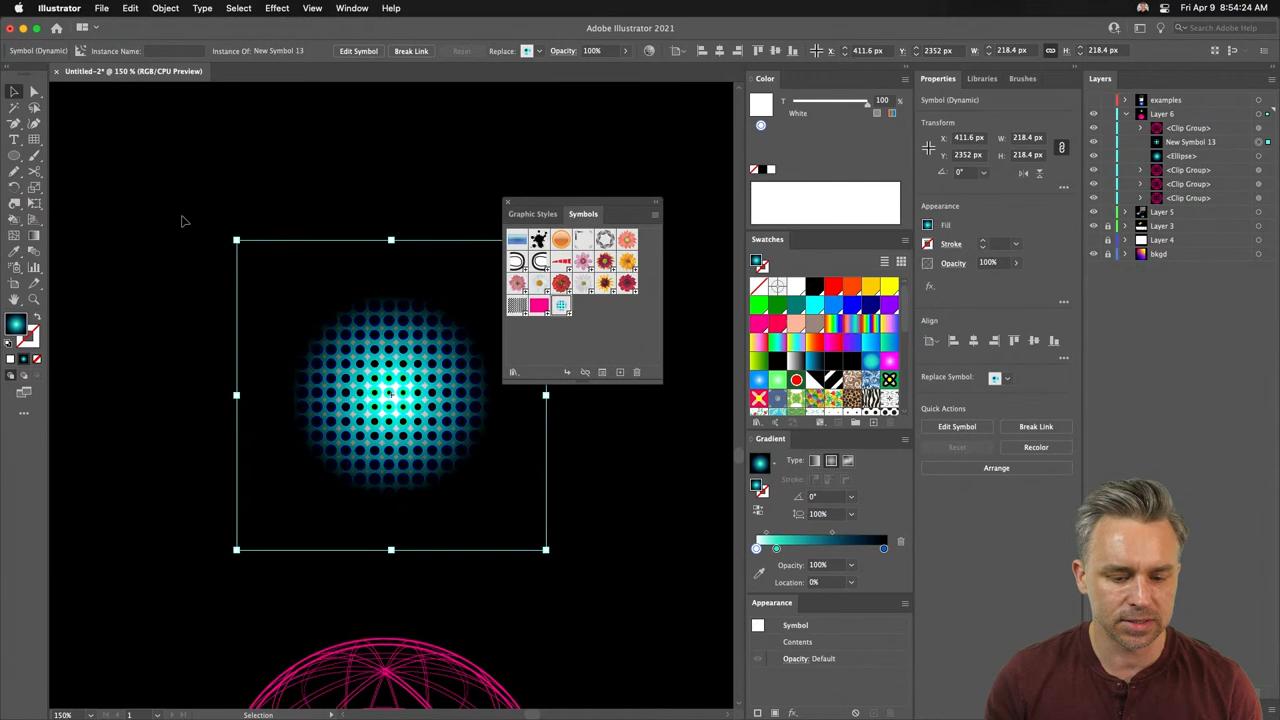 Illustrator File Edit Object Type Select Effect View Window Help
Fri Apr 9 8:54:24 AM
Adobe Illustrator 2021
Search Adobe Help
Symbol (Dynamic) Instance Name: Instance Of: New Symbol 13 Edit Symbol Break Link Reset Replace: Opacity: 100% X: 411.6 px Y: 2352 px W: 218.4 px H: 218.4 px
Untitled-2* @ 150 % (RGB/CPU Preview)
Color
T 100 %
White
Swatches
Gradient
Type:
Stroke:
0°
100%
Opacity: 100%
Location: 0%
Appearance
Symbol
Contents
Opacity: Default
Graphic Styles Symbols
Properties Libraries Brushes
Symbol (Dynamic)
Transform
X: 411.6 px W: 218.4 px
Y: 2352 px H: 218.4 px
0°
Appearance
Fill
Stroke
Opacity 100%
fx.
Align
Replace Symbol:
Quick Actions
Edit Symbol Break Link
Reset Recolor
Arrange
Layers
examples
Layer 6
<Clip Group>
New Symbol 13
<Ellipse>
<Clip Group>
<Clip Group>
<Clip Group>
Layer 5
Layer 3
Layer 4
bkgd
150% 1 Selection